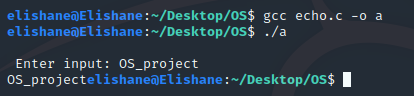 elishane@Elishane:~/Desktop/OS$ gcc echo.c -o a
elishane@Elishane:~/Desktop/OS$ ./a
Enter input: OS_project
OS_projectelishane@Elishane:~/Desktop/OS$